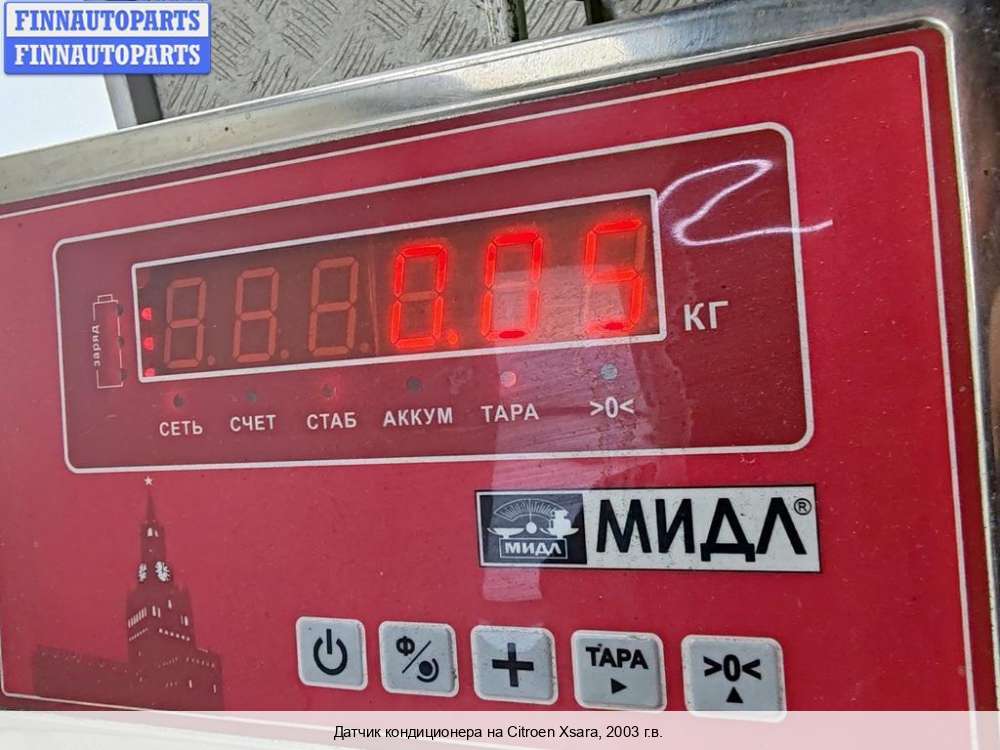 FINNAUTOPARTS
FINNAUTOPARTS
0.05
кг
заряд
СЕТЬ СЧЕТ СТАБ АККУМ ТАРА >0<
МИДЛ МИДЛ®
Ф/ + ТАРА >0<
Датчик кондиционера на Citroen Xsara, 2003 г.в.